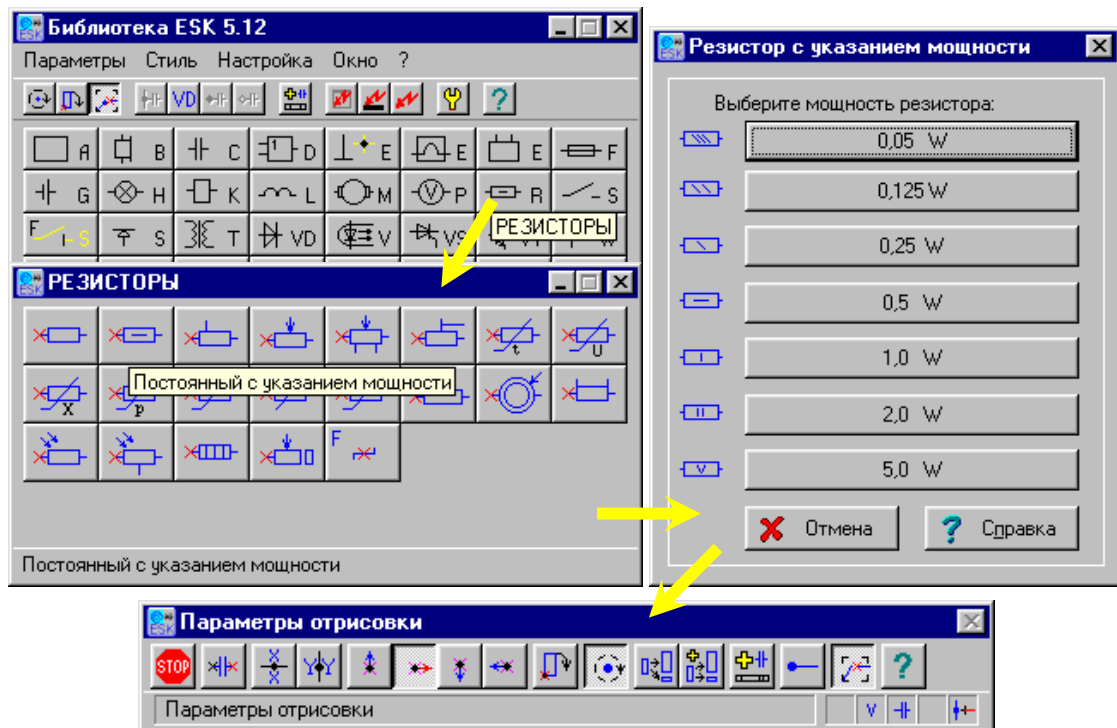 Библиотека ESK 5.12
Параметры Стиль Настройка Окно ?
VD
A B C 1 D E E E F
G H K L M V P R S
F S S T VD V VS
РЕЗИСТОРЫ
РЕЗИСТОРЫ
t U
X p
Постоянный с указанием мощности
F
Постоянный с указанием мощности
Резистор с указанием мощности
Выберите мощность резистора:
0,05 W
0,125 W
0,25 W
0,5 W
1,0 W
2,0 W
V 5,0 W
Отмена
? Справка
Параметры отрисовки
STOP X X Y Y ?
Параметры отрисовки
V